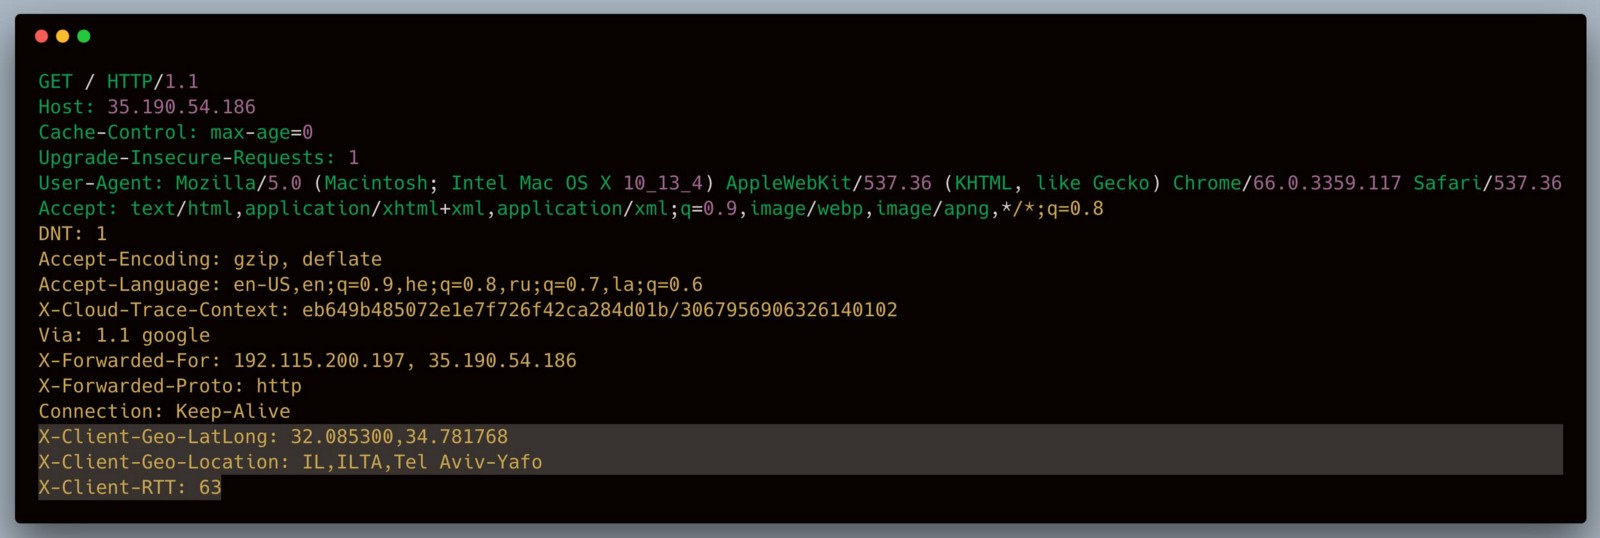 GET / HTTP/1.1
Host: 35.190.54.186
Cache-Control: max-age=0
Upgrade-Insecure-Requests: 1
User-Agent: Mozilla/5.0 (Macintosh; Intel Mac OS X 10_13_4) AppleWebKit/537.36 (KHTML, like Gecko) Chrome/66.0.3359.117 Safari/537.36
Accept: text/html,application/xhtml+xml,application/xml;q=0.9,image/webp,image/apng,*/*;q=0.8
DNT: 1
Accept-Encoding: gzip, deflate
Accept-Language: en-US,en;q=0.9,he;q=0.8,ru;q=0.7,la;q=0.6
X-Cloud-Trace-Context: eb649b485072e1e7f726f42ca284d01b/3067956906326140102
Via: 1.1 google
X-Forwarded-For: 192.115.200.197, 35.190.54.186
X-Forwarded-Proto: http
Connection: Keep-Alive
X-Client-Geo-LatLong: 32.085300,34.781768
X-Client-Geo-Location: IL,ILTA,Tel Aviv-Yafo
X-Client-RTT: 63